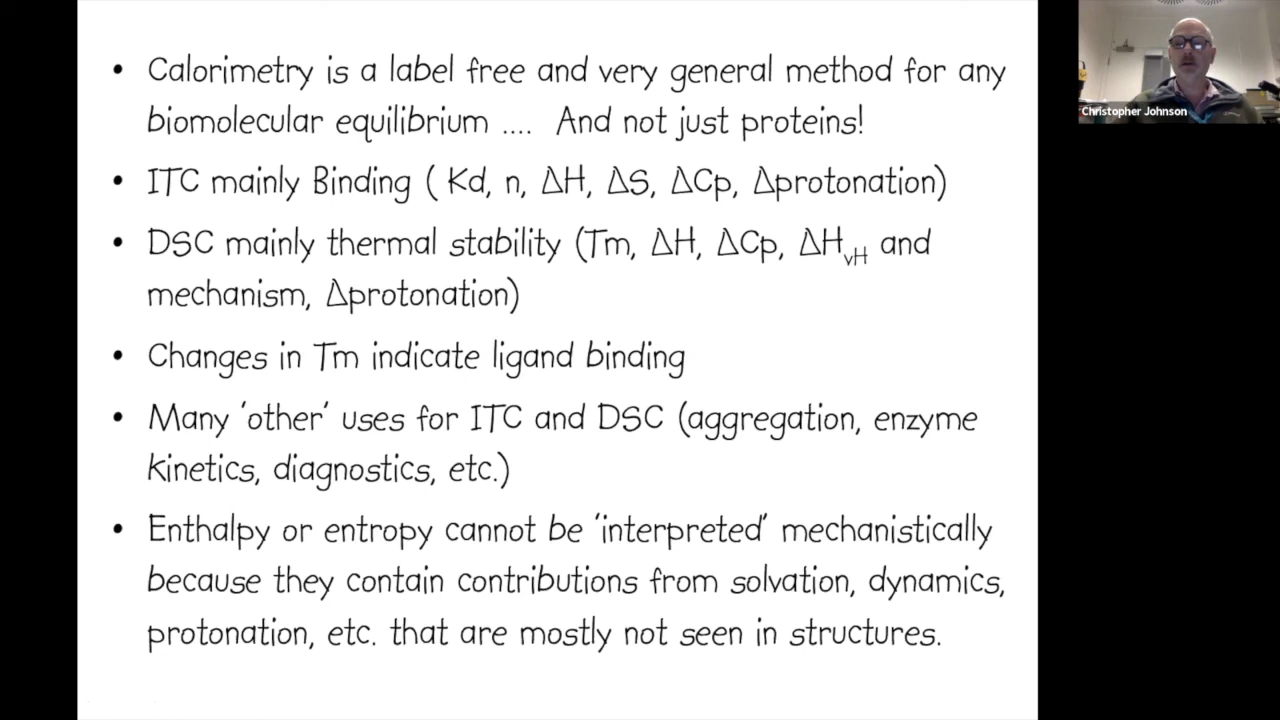 • Calorimetry is a label free and very general method for any
biomolecular equilibrium .... And not just proteins!
• ITC mainly Binding ( Kd, n, ΔH, ΔS, ΔCp, Δprotonation)
• DSC mainly thermal stability (Tm, ΔH, ΔCp, ΔHvH and
mechanism, Δprotonation)
• Changes in Tm indicate ligand binding
• Many 'other' uses for ITC and DSC (aggregation, enzyme
kinetics, diagnostics, etc.)
• Enthalpy or entropy cannot be 'interpreted' mechanistically
because they contain contributions from solvation, dynamics,
protonation, etc. that are mostly not seen in structures.
Christopher Johnson